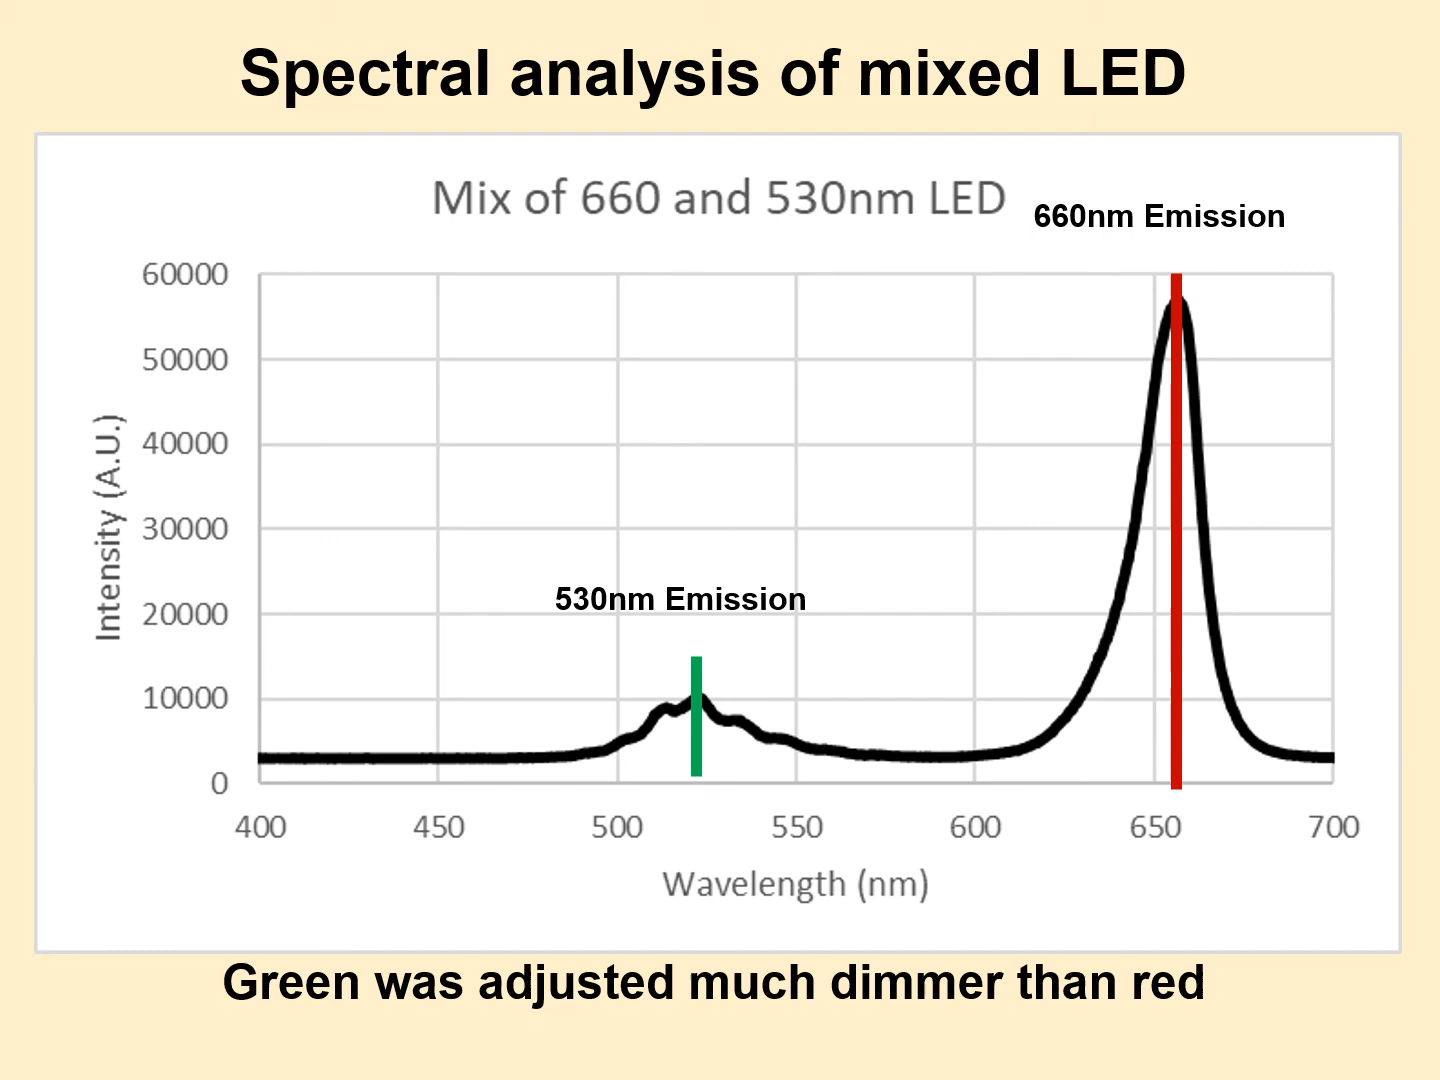 Spectral analysis of mixed LED
Mix of 660 and 530nm LED
660nm Emission
60000
50000
40000
30000
20000
10000
0
Intensity (A.U.)
530nm Emission
400 450 500 550 600 650 700
Wavelength (nm)
Green was adjusted much dimmer than red